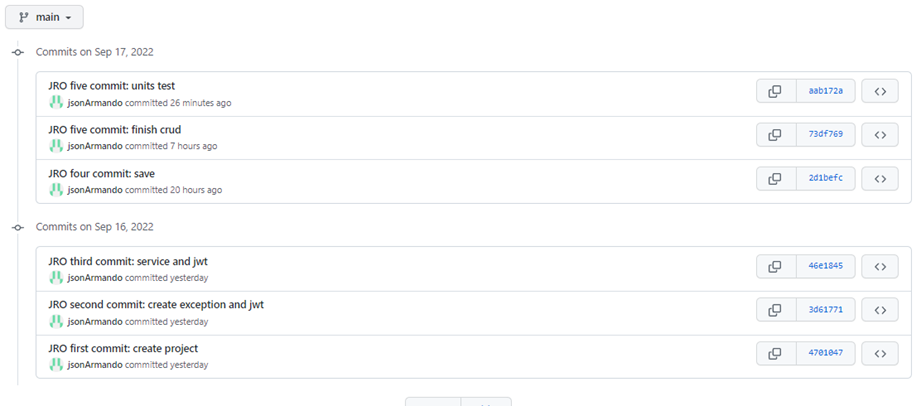 main
Commits on Sep 17, 2022
JRO five commit: units test
jsonArmando committed 26 minutes ago
aab172a
JRO five commit: finish crud
jsonArmando committed 7 hours ago
73df769
JRO four commit: save
jsonArmando committed 20 hours ago
2d1befc
Commits on Sep 16, 2022
JRO third commit: service and jwt
jsonArmando committed yesterday
46e1845
JRO second commit: create exception and jwt
jsonArmando committed yesterday
3d61771
JRO first commit: create project
jsonArmando committed yesterday
4701047